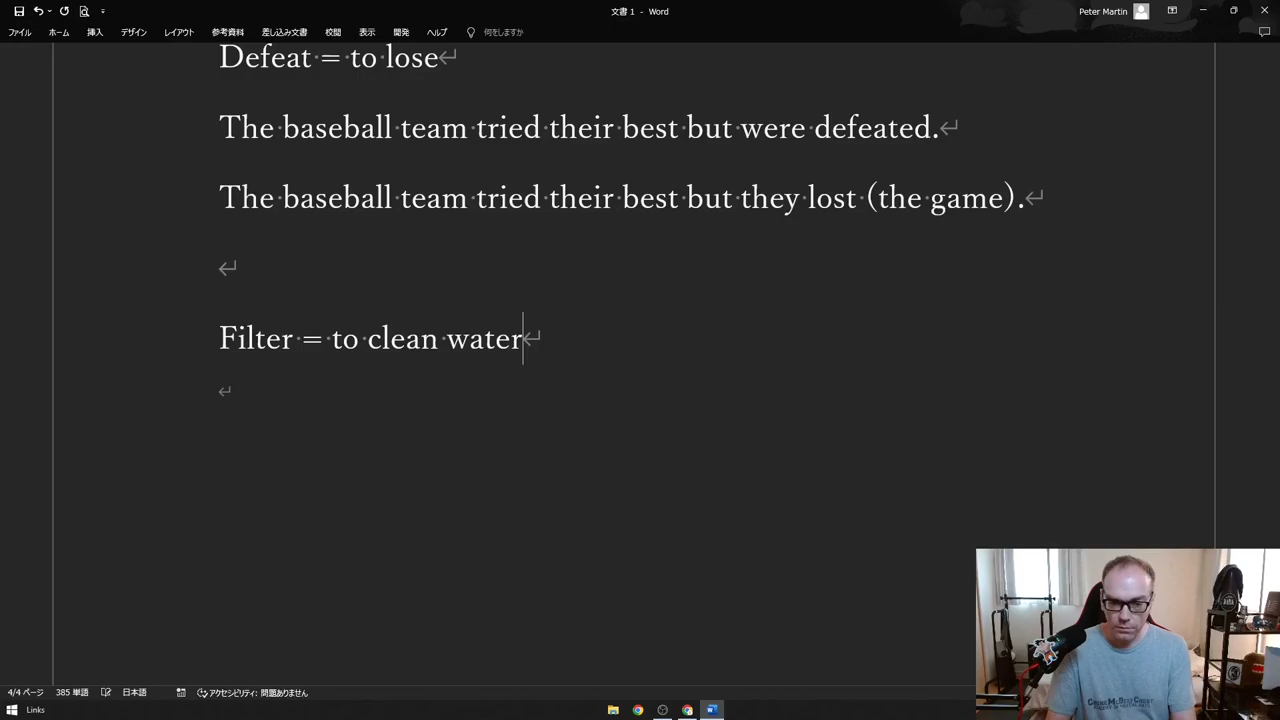 文書 1 - Word
Peter Martin
ファイル ホーム 挿入 デザイン レイアウト 参考資料 差し込み文書 校閲 表示 開発 ヘルプ 何をしますか
Defeat = to lose
The baseball team tried their best but were defeated.
The baseball team tried their best but they lost (the game).
Filter = to clean water
4/4 ページ 385 単語 日本語 アクセシビリティ: 問題ありません
Links